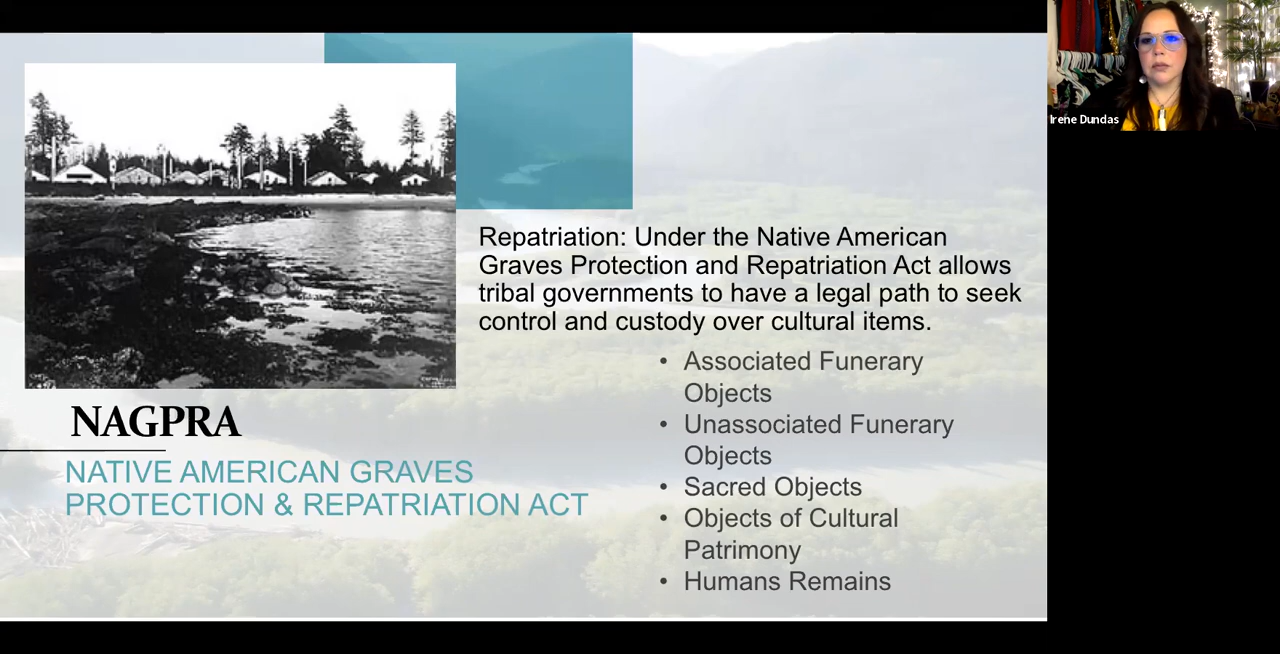 Irene Dundas
Repatriation: Under the Native American
Graves Protection and Repatriation Act allows
tribal governments to have a legal path to seek
control and custody over cultural items.
• Associated Funerary
Objects
• Unassociated Funerary
Objects
• Sacred Objects
• Objects of Cultural
Patrimony
• Humans Remains
NAGPRA
NATIVE AMERICAN GRAVES
PROTECTION & REPATRIATION ACT